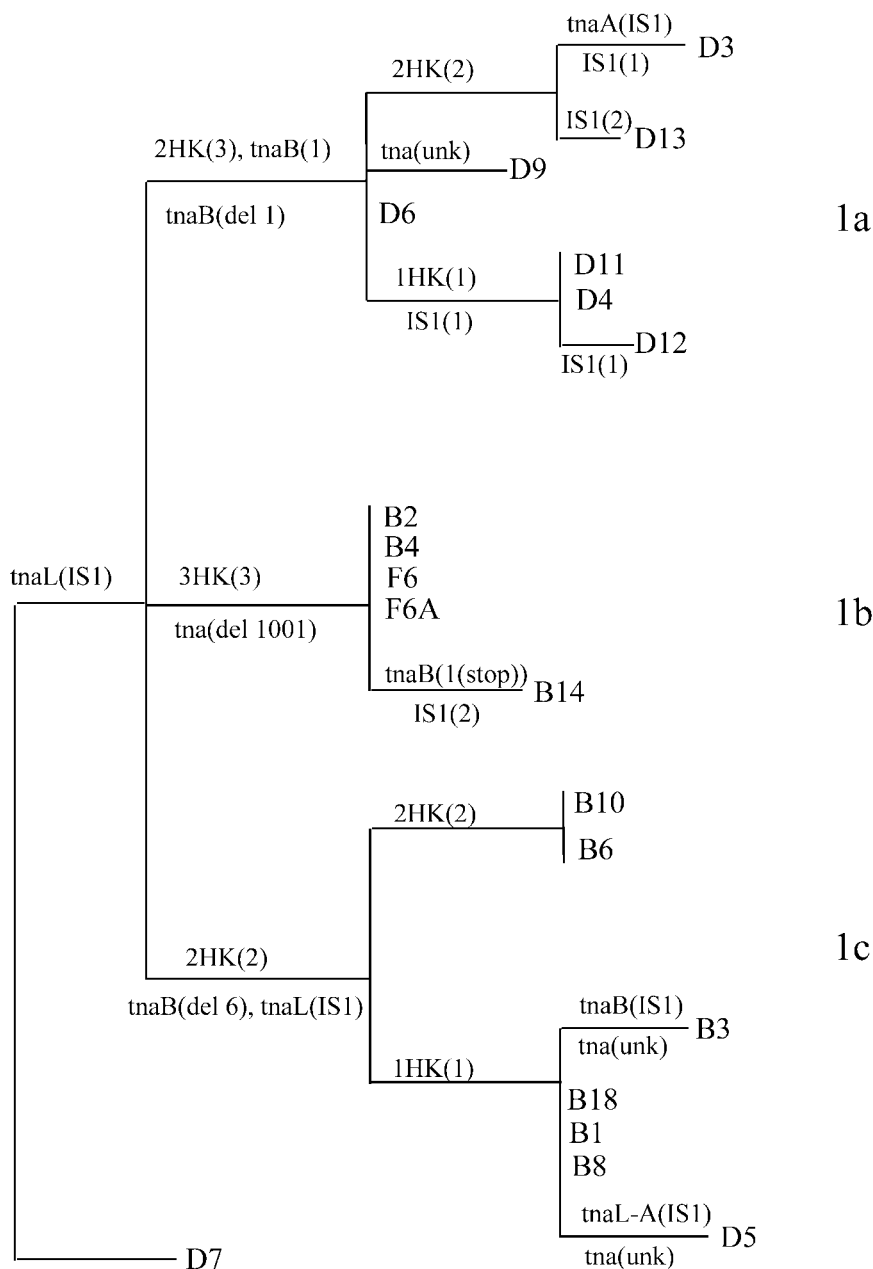 tnaA(IS1)
D3
IS1(1)
2HK(2)
IS1(2)
D13
2HK(3), tnaB(1)
tna(unk)
D9
tnaB(del 1)
D6
1a
D11
1HK(1)
D4
IS1(1)
D12
IS1(1)
B2
B4
tnaL(IS1)
3HK(3)
F6
F6A
1b
tna(del 1001)
tnaB(1(stop))
B14
IS1(2)
2HK(2)
B10
B6
1c
2HK(2)
tnaB(del 6), tnaL(IS1)
tnaB(IS1)
B3
tna(unk)
1HK(1)
B18
B1
B8
tnaL-A(IS1)
D5
tna(unk)
D7